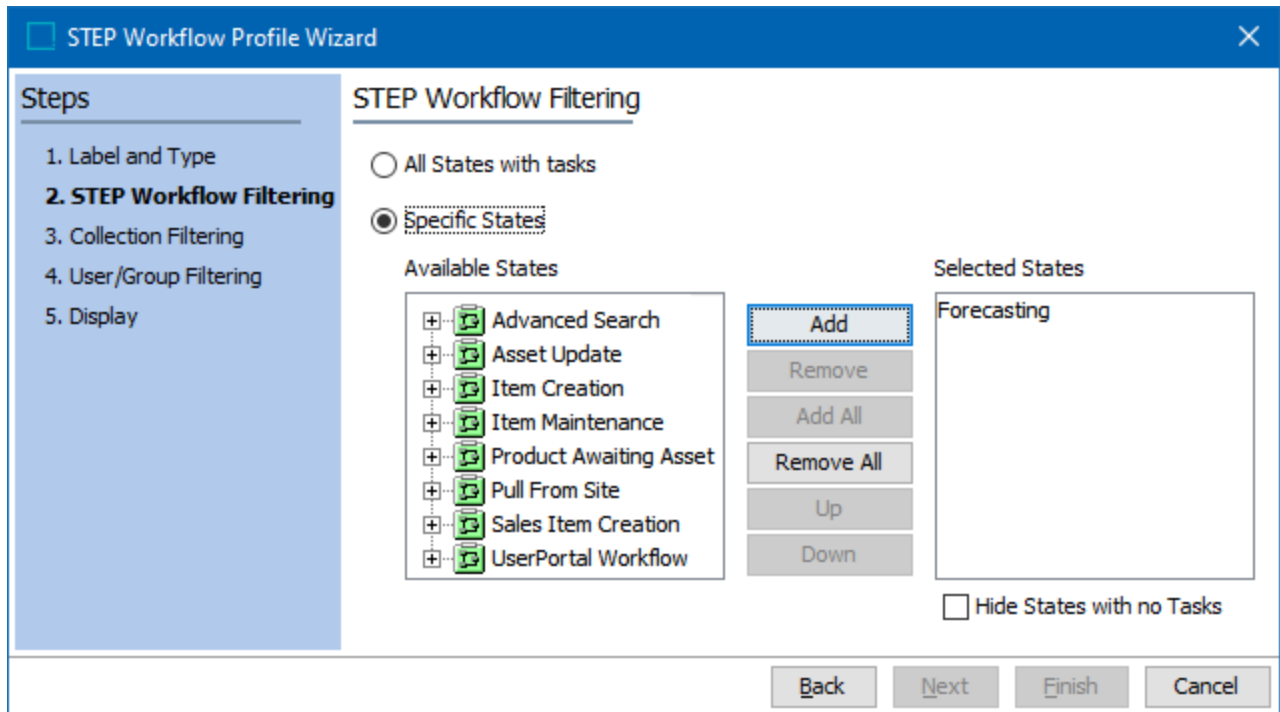 STEP Workflow Profile Wizard
Steps
1. Label and Type
2. STEP Workflow Filtering
3. Collection Filtering
4. User/Group Filtering
5. Display
STEP Workflow Filtering
All States with tasks
Specific States
Available States
Advanced Search
Asset Update
Item Creation
Item Maintenance
Product Awaiting Asset
Pull From Site
Sales Item Creation
UserPortal Workflow
Add
Remove
Add All
Remove All
Up
Down
Selected States
Forecasting
Hide States with no Tasks
Back
Next
Finish
Cancel